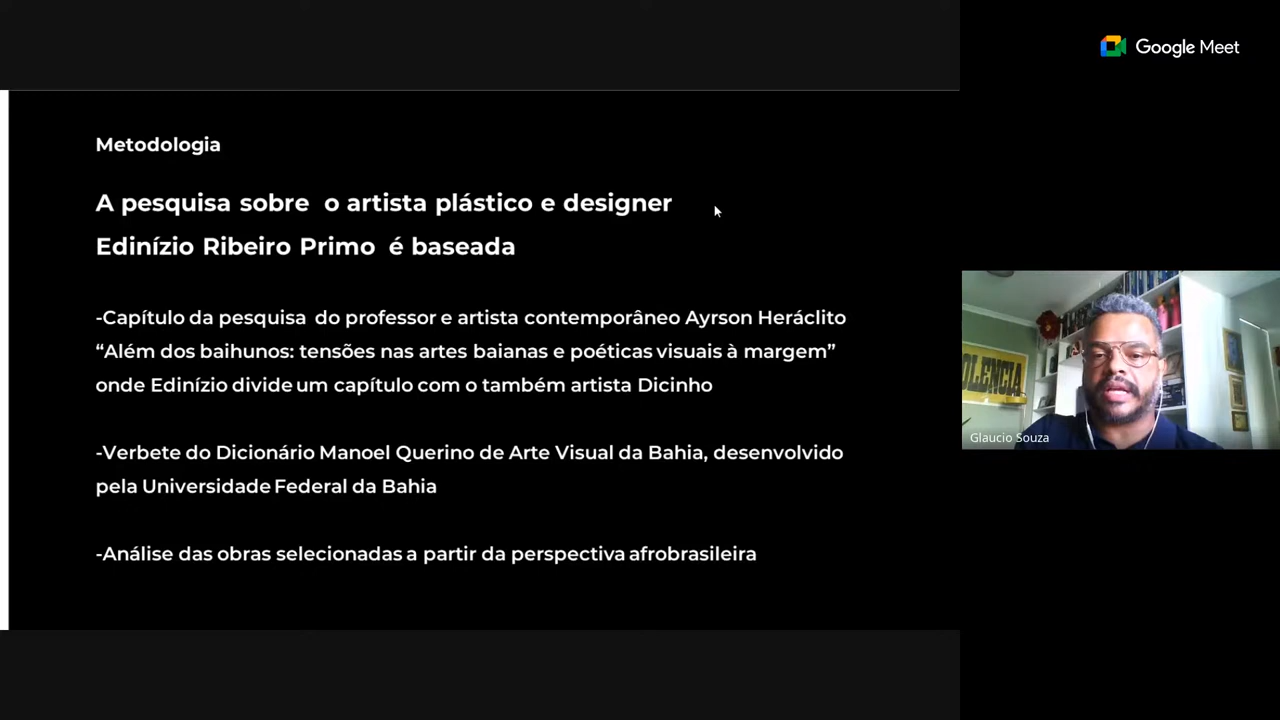 Google Meet
Metodologia
A pesquisa sobre o artista plástico e designer
Edinízio Ribeiro Primo é baseada
-Capítulo da pesquisa do professor e artista contemporâneo Ayrson Heráclito
“Além dos baihunos: tensões nas artes baianas e poéticas visuais à margem”
onde Edinízio divide um capítulo com o também artista Dicinho
OLENCIA
Glaucio Souza
-Verbete do Dicionário Manoel Querino de Arte Visual da Bahia, desenvolvido
pela Universidade Federal da Bahia
-Análise das obras selecionadas a partir da perspectiva afrobrasileira